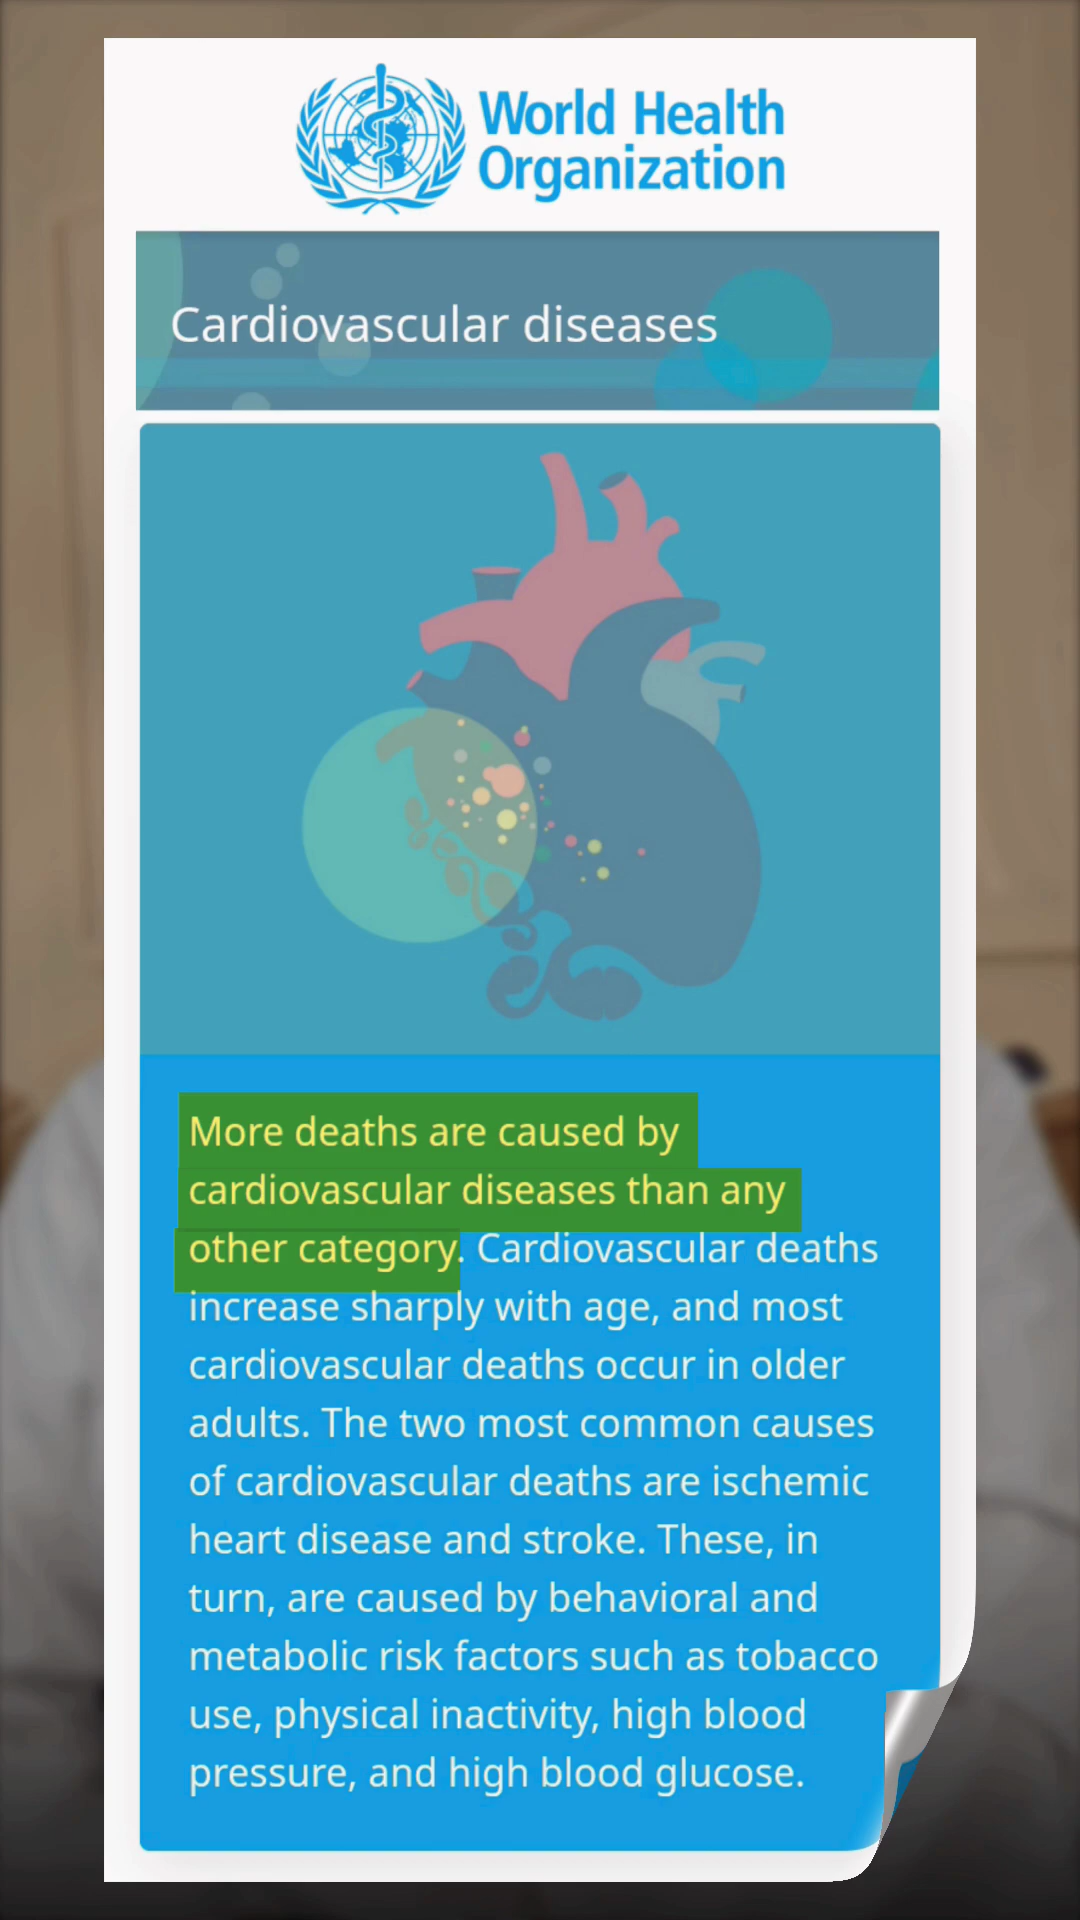 World Health
Organization
Cardiovascular diseases
More deaths are caused by
cardiovascular diseases than any
other category. Cardiovascular deaths
increase sharply with age, and most
cardiovascular deaths occur in older
adults. The two most common causes
of cardiovascular deaths are ischemic
heart disease and stroke. These, in
turn, are caused by behavioral and
metabolic risk factors such as tobacco
use, physical inactivity, high blood
pressure, and high blood glucose.